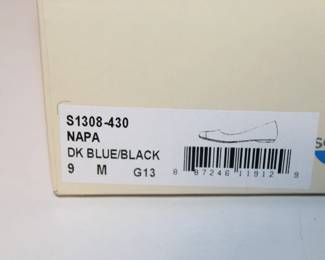 S1308-430
NAPA
DK BLUE/BLACK
9 M G13
8 87246 11912 9